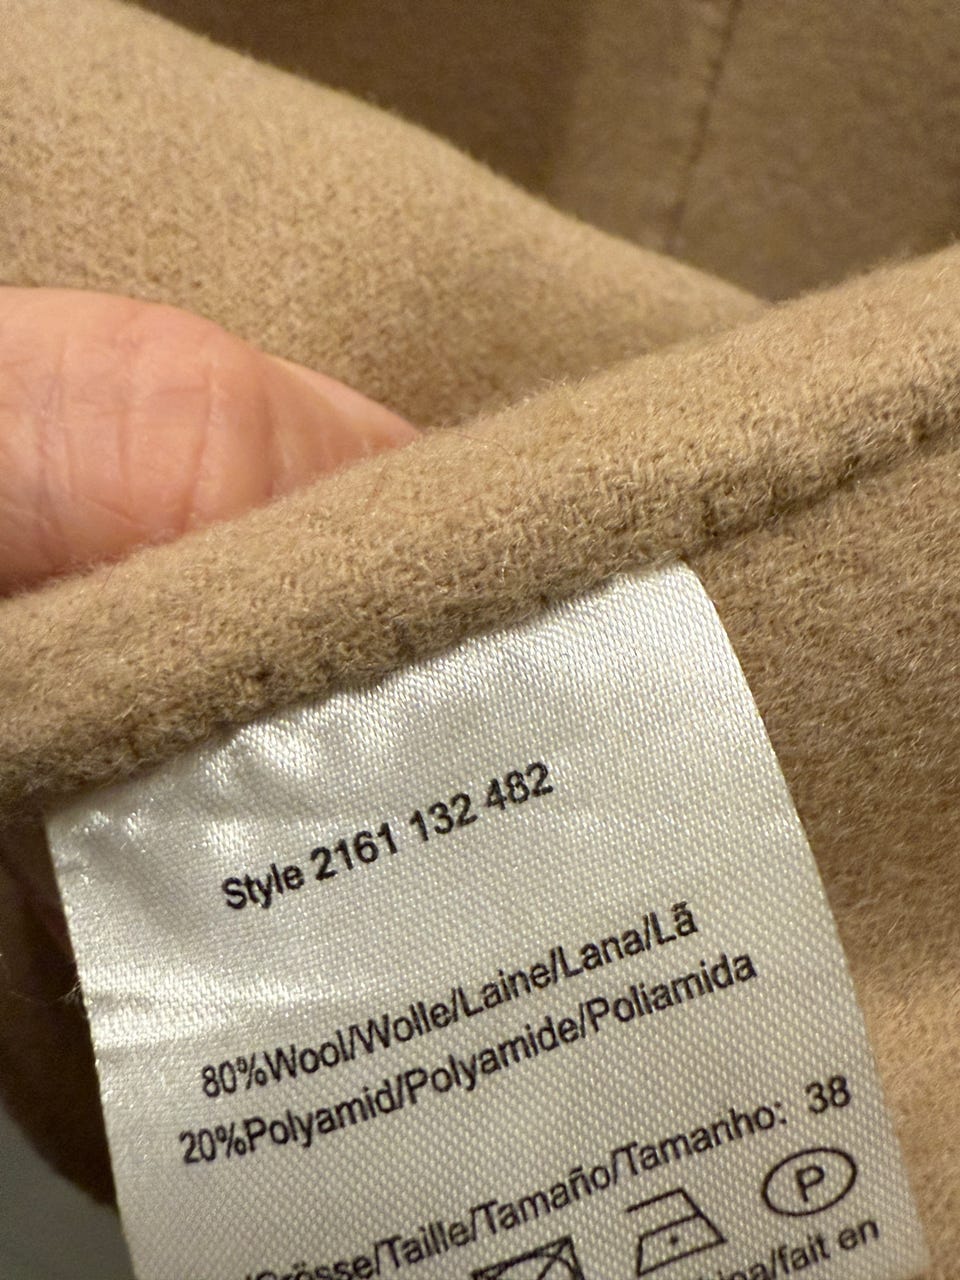 Style 2161 132 482
80%Wool/Wolle/Laine/Lana/Lã
20%Polyamid/Polyamide/Poliamida
/Grösse/Taille/Tamaño/Tamanho: 38
P
/fait en